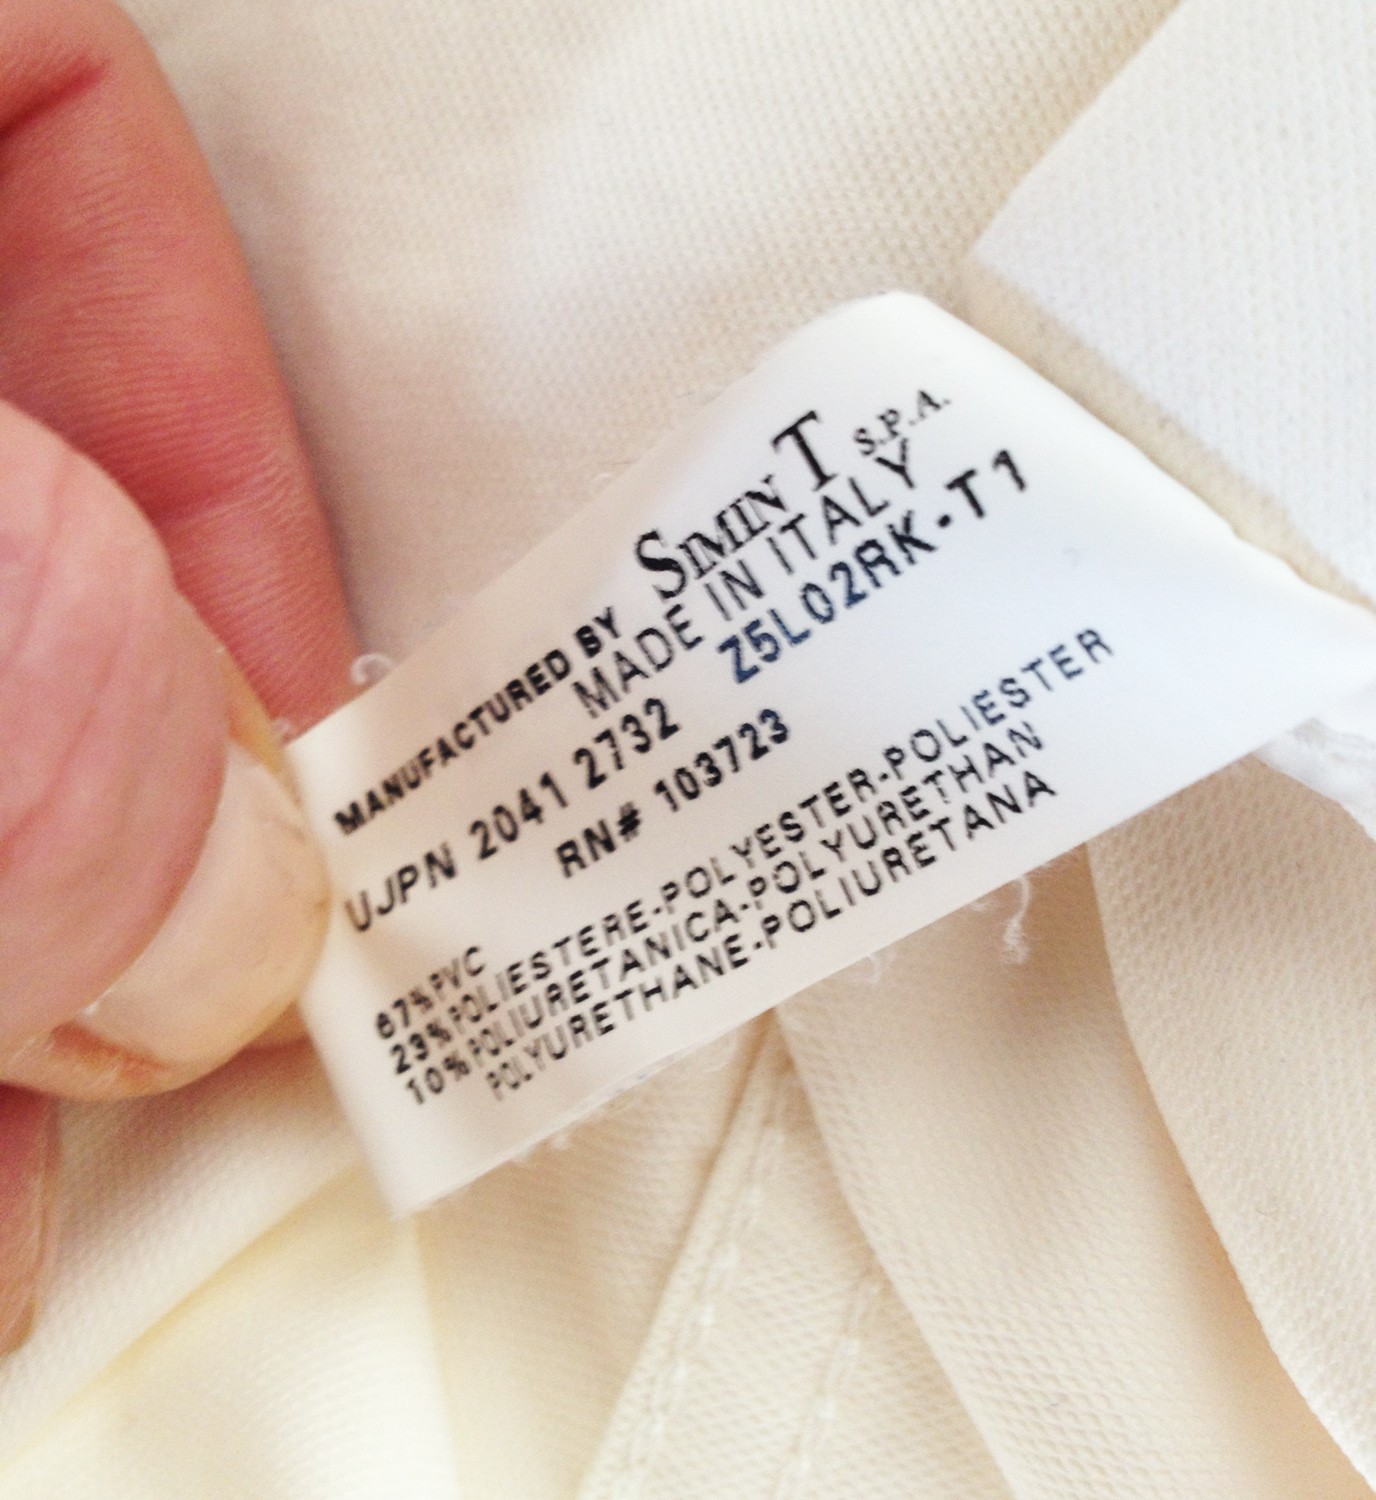 MANUFACTURED BY SIMIN T S.P.A.
MADE IN ITALY
UJPN 2041 2732 Z5L02RK-T1
RN# 103723
67%PVC
23%POLIESTERE-POLYESTER-POLIESTER
10%POLIURETANICA-POLYURETHAN
POLYURETHANE-POLIURETANA